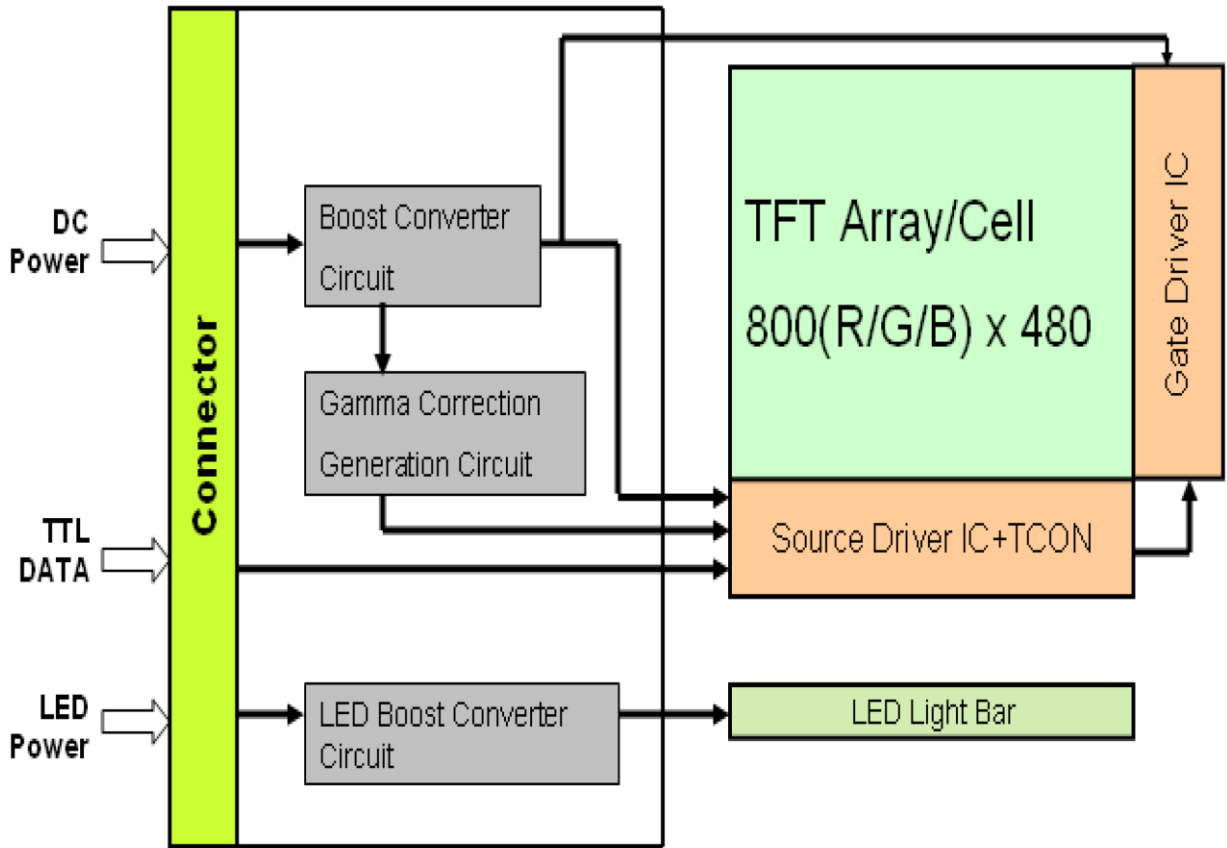 DC
Power
TTL
DATA
LED
Power
Connector
Boost Converter
Circuit
Gamma Correction
Generation Circuit
LED Boost Converter
Circuit
TFT Array/Cell
800(R/G/B) x 480
Gate Driver IC
Source Driver IC+TCON
LED Light Bar